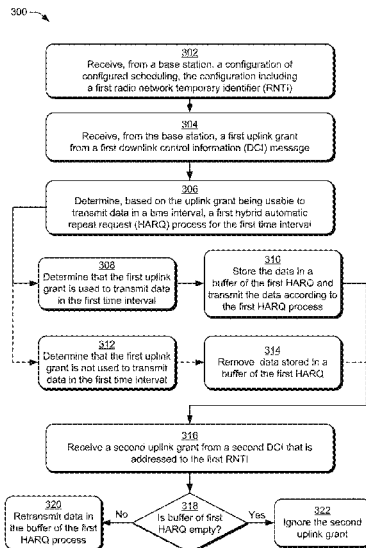 300
302
Receive, from a base station, a configuration of
configured scheduling, the configuration including
a first radio network temporary identifier (RNTI)
304
Receive, from the base station, a first uplink grant
from a first downlink control information (DCI) message
306
Determine, based on the uplink grant being usable to
transmit data in a time interval, a first hybrid automatic
repeat request (HARQ) process for the first time interval
308
Determine that the first uplink
grant is used to transmit data
in the first time interval
310
Store the data in a
buffer of the first HARQ and
transmit the data according to
the first HARQ process
312
Determine that the first uplink
grant is not used to transmit
data in the first time interval
314
Remove data stored in a
buffer of the first HARQ
316
Receive a second uplink grant from a second DCI that is
addressed to the first RNTI
320
Retransmit data in
the buffer of the first
HARQ process
No
318
Is buffer of first
HARQ empty?
Yes
322
Ignore the second
uplink grant